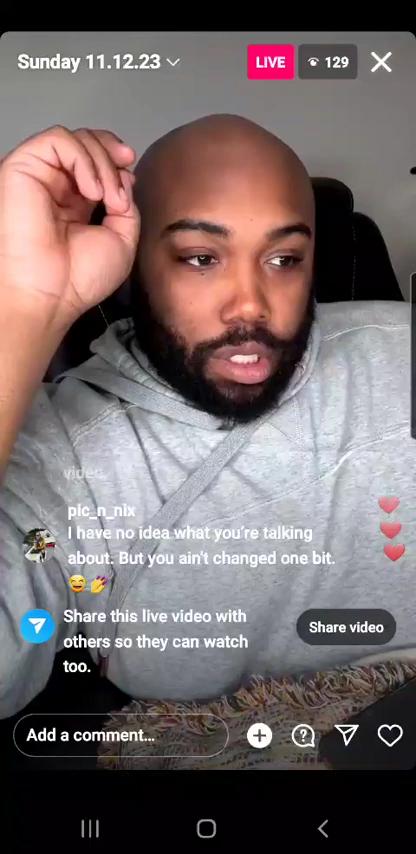 Sunday 11.12.23
LIVE
129
video
pic_n_nix
I have no idea what you're talking
about. But you ain't changed one bit.
😂💅
Share this live video with
others so they can watch
too.
Share video
Add a comment...